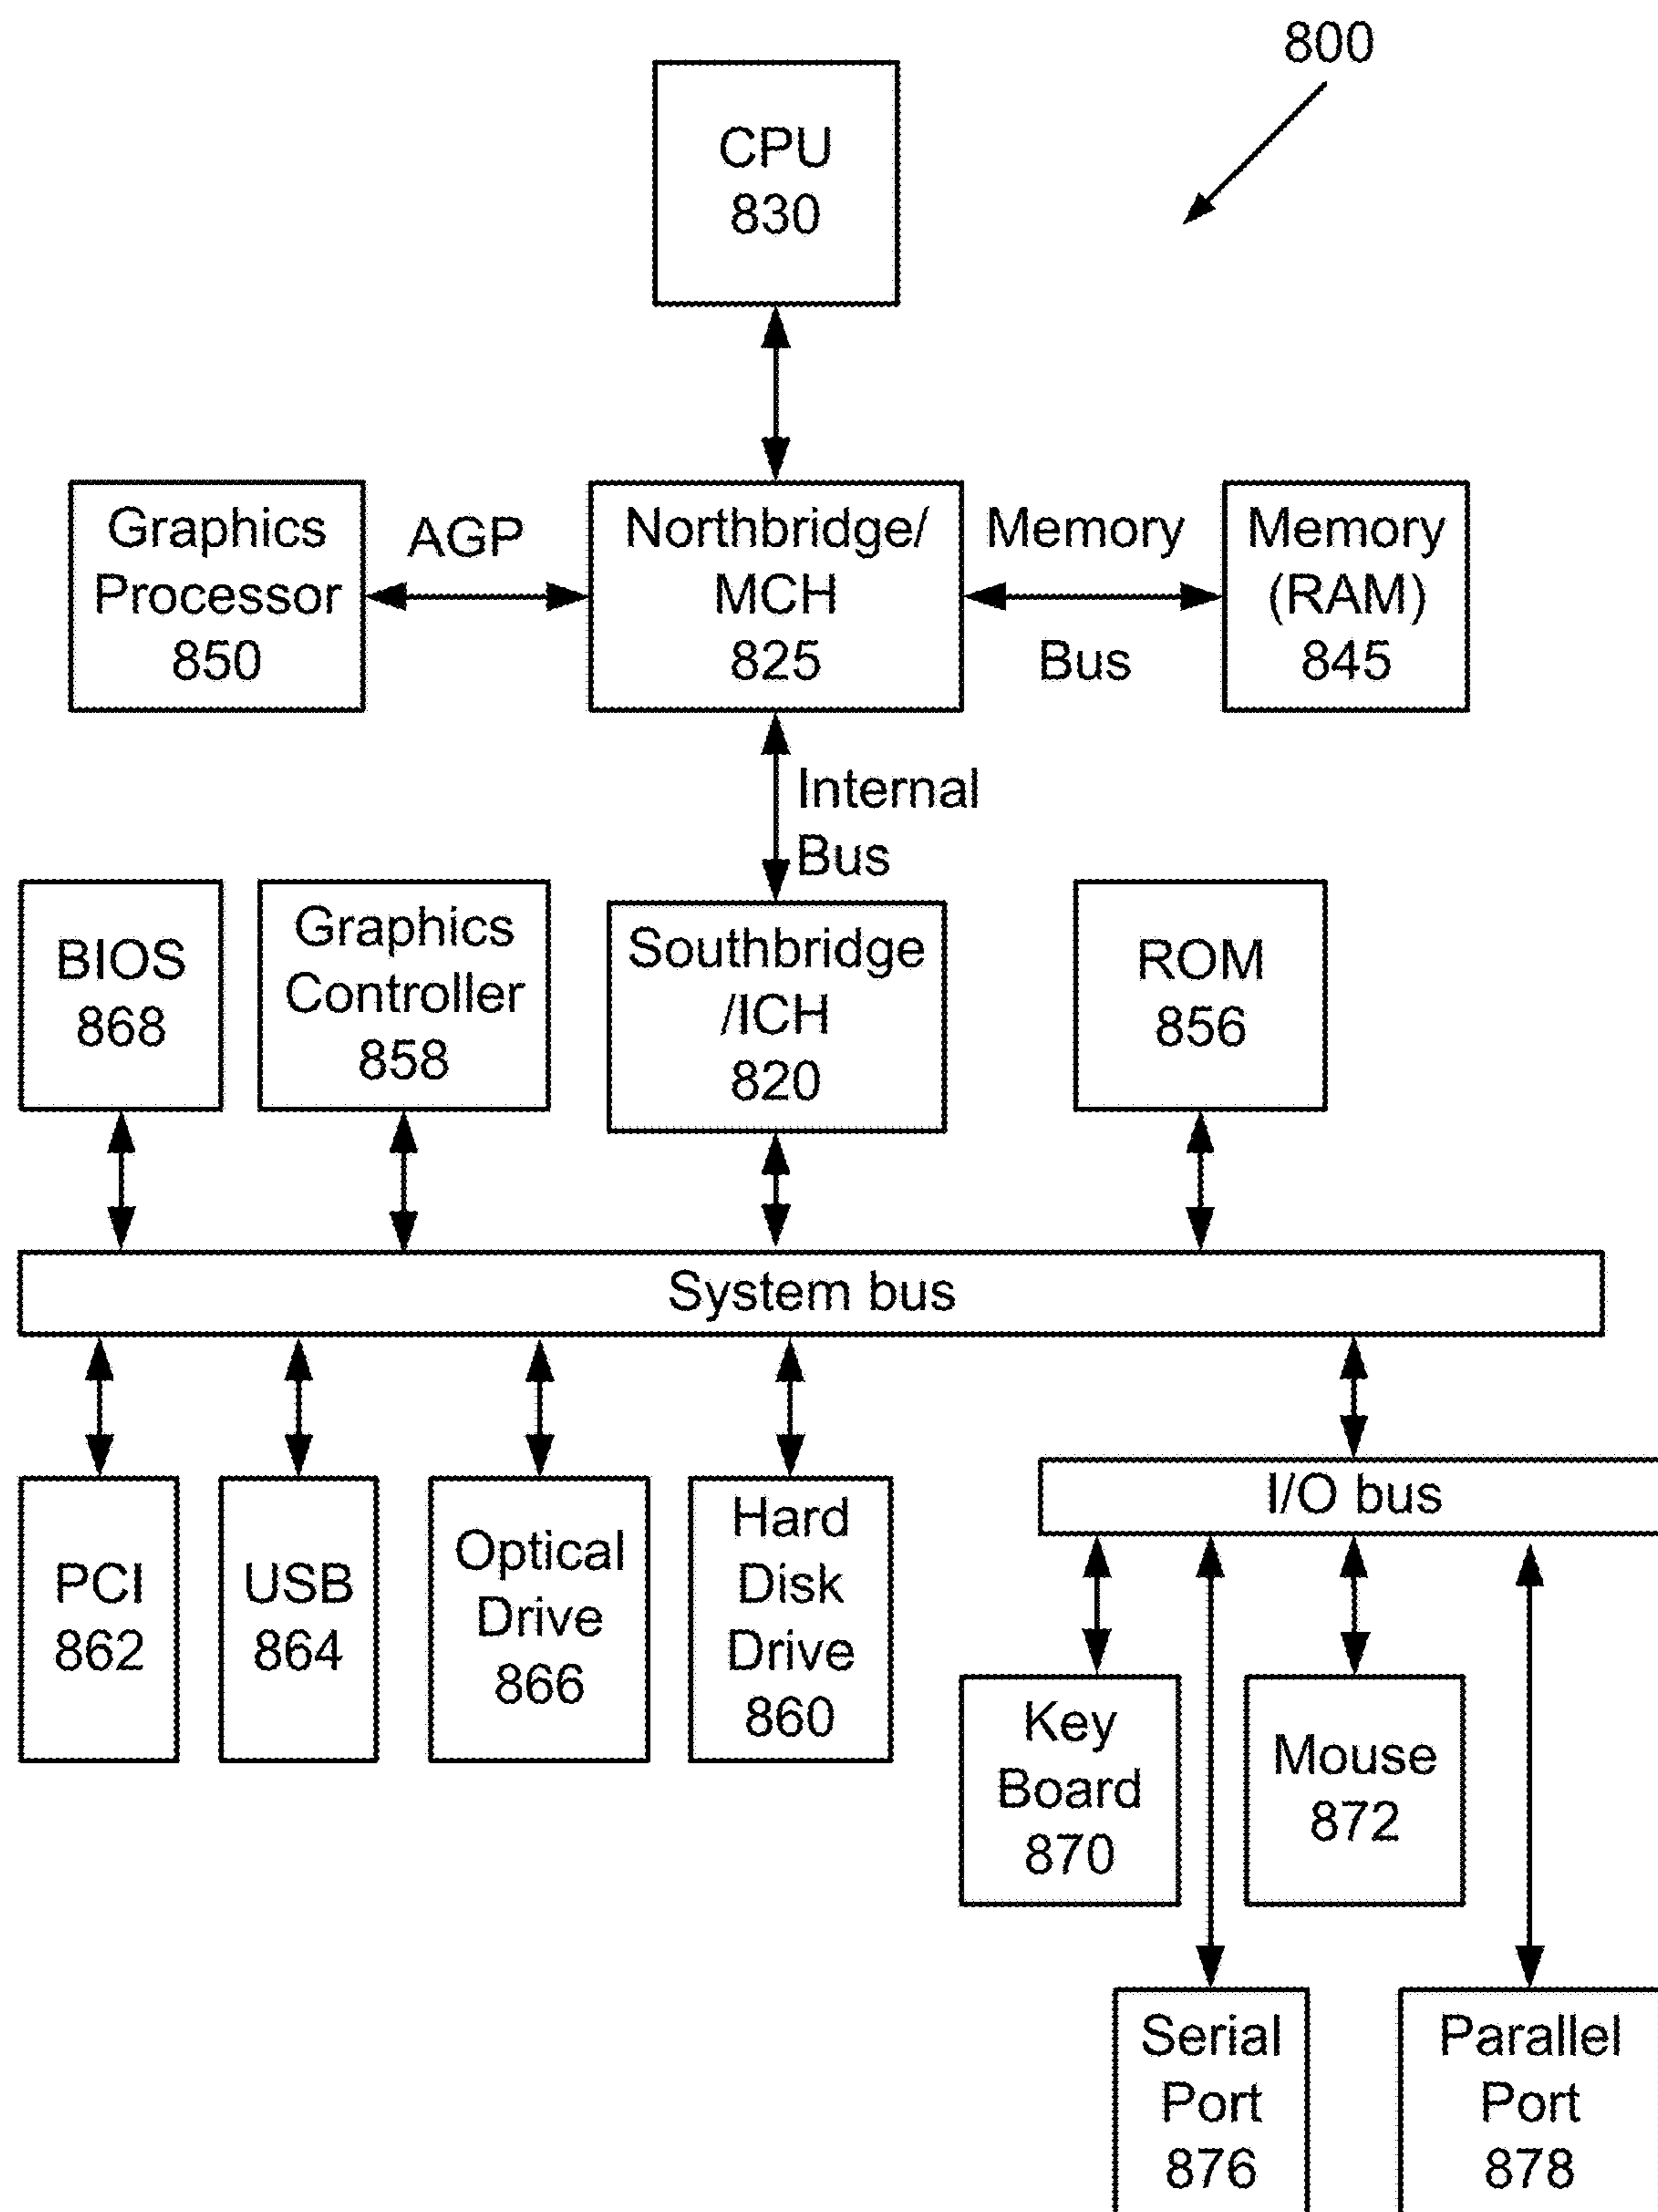 800
CPU
830
Graphics
Processor
850
AGP
Northbridge/
MCH
825
Memory
Bus
Memory
(RAM)
845
Internal
Bus
BIOS
868
Graphics
Controller
858
Southbridge
/ICH
820
ROM
856
System bus
PCI
862
USB
864
Optical
Drive
866
Hard
Disk
Drive
860
I/O bus
Key
Board
870
Mouse
872
Serial
Port
876
Parallel
Port
878